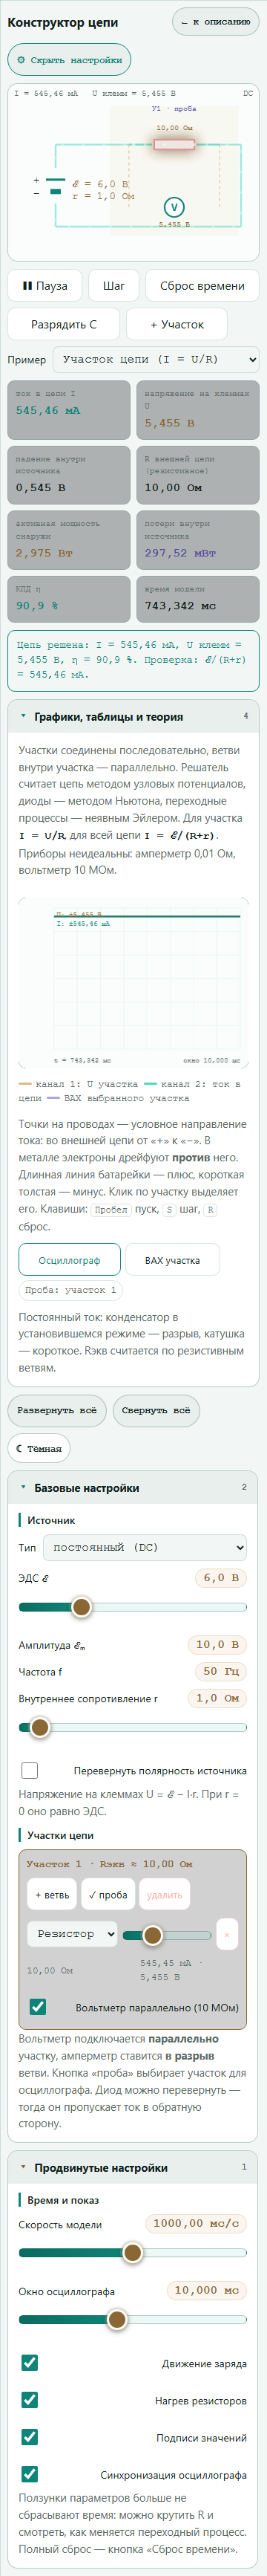 Конструктор цепи
← к описанию
⚙ Скрыть настройки
I = 545,46 мА U клемм = 5,455 В DC
У1 · проба
10,00 Ом
+
−
ℰ = 6,0 В
r = 1,0 Ом
V
5,455 В
Пауза
Шаг
Сброс времени
Разрядить C
+ Участок
Пример
Участок цепи (I = U/R)
ток в цепи I
545,46 мА
напряжение на клеммах
U
5,455 В
падение внутри
источника
0,545 В
R внешней цепи
(резистивное)
10,00 Ом
активная мощность
снаружи
2,975 Вт
потери внутри
источника
297,52 мВт
КПД η
90,9 %
время модели
743,342 мс
Цепь решена: I = 545,46 мА, U клемм =
5,455 В, η = 90,9 %. Проверка: ℰ/(R+r)
= 545,46 мА.
Графики, таблицы и теория 4
Участки соединены последовательно, ветви
внутри участка — параллельно. Решатель
считает цепь методом узловых потенциалов,
диоды — методом Ньютона, переходные
процессы — неявным Эйлером. Для участка
I = U/R, для всей цепи I = ℰ/(R+r).
Приборы неидеальны: амперметр 0,01 Ом,
вольтметр 10 МОм.
U: ±5,455 В
I: ±545,46 мА
t = 743,342 мс
окно 10,000 мс
канал 1: U участка канал 2: ток в
цепи ВАХ выбранного участка
Точки на проводах — условное направление
тока: во внешней цепи от «+» к «−». В
металле электроны дрейфуют против него.
Длинная линия батарейки — плюс, короткая
толстая — минус. Клик по участку выделяет
его. Клавиши: Пробел пуск, S шаг, R
сброс.
Осциллограф
ВАХ участка
Проба: участок 1
Постоянный ток: конденсатор в
установившемся режиме — разрыв, катушка
— короткое. Rэкв считается по резистивным
ветвям.
Развернуть всё
Свернуть всё
☾ Тёмная
Базовые настройки 2
Источник
Тип
постоянный (DC)
ЭДС ℰ 6,0 В
Амплитуда ℰₘ 10,0 В
Частота f 50 Гц
Внутреннее сопротивление r 1,0 Ом
Перевернуть полярность источника
Напряжение на клеммах U = ℰ − I·r. При r =
0 оно равно ЭДС.
Участки цепи
Участок 1 · Rэкв ≈ 10,00 Ом
+ ветвь
✓ проба
удалить
Резистор
×
10,00 Ом
545,45 мА ·
5,455 В
Вольтметр параллельно (10 МОм)
Вольтметр подключается параллельно
участку, амперметр ставится в разрыв
ветви. Кнопка «проба» выбирает участок для
осциллографа. Диод можно перевернуть —
тогда он пропускает ток в обратную
сторону.
Продвинутые настройки 1
Время и показ
Скорость модели 1000,00 мс/с
Окно осциллографа 10,000 мс
Движение заряда
Нагрев резисторов
Подписи значений
Синхронизация осциллографа
Ползунки параметров больше не
сбрасывают время: можно крутить R и
смотреть, как меняется переходный процесс.
Полный сброс — кнопка «Сброс времени».